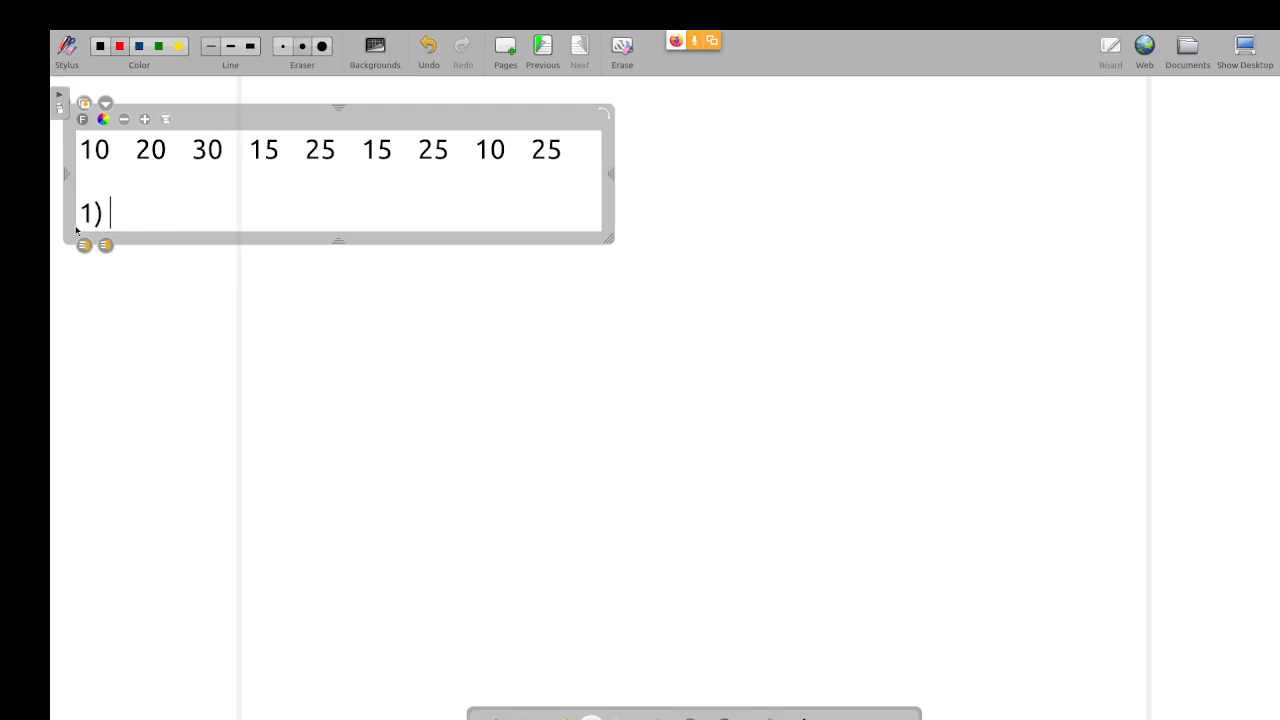 Stylus Color Line Eraser Backgrounds Undo Redo Pages Previous Next Erase Board Web Documents Show Desktop
F
10 20 30 15 25 15 25 10 25
1)